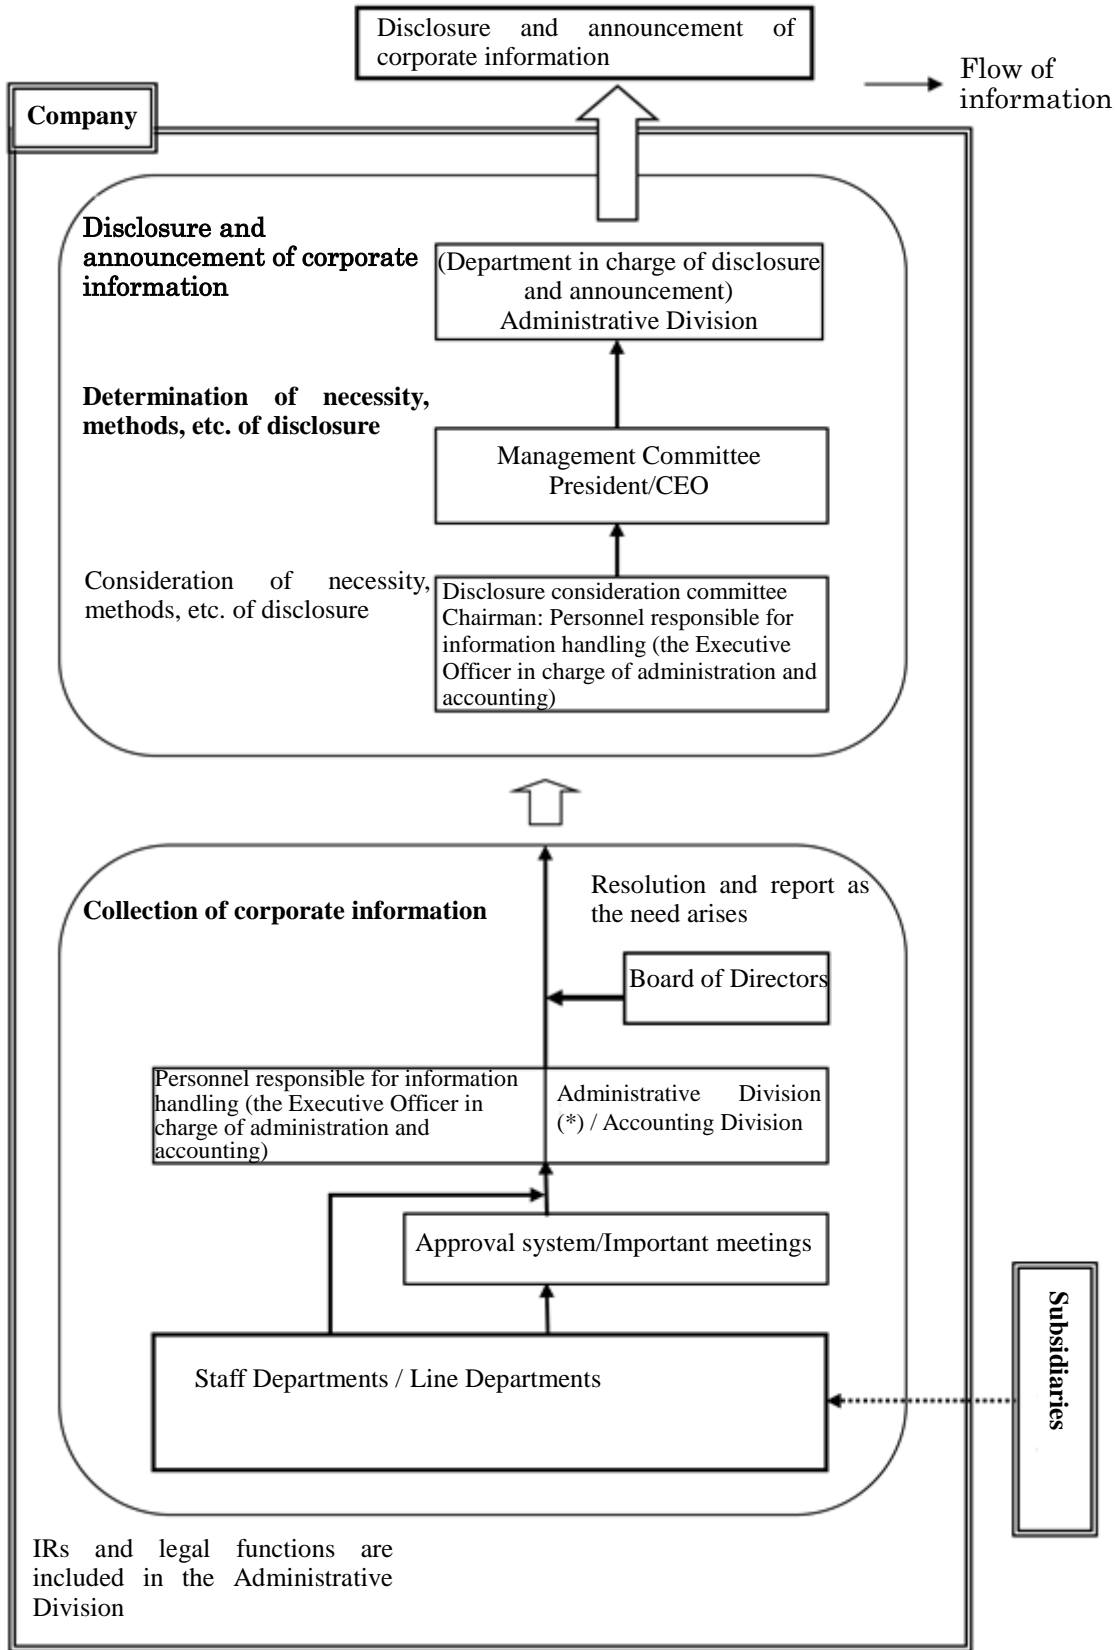 Disclosure and announcement of
corporate information
Flow of
information
Company
Disclosure and
announcement of corporate
information
(Department in charge of disclosure
and announcement)
Administrative Division
Determination of necessity,
methods, etc. of disclosure
Management Committee
President/CEO
Consideration of necessity,
methods, etc. of disclosure
Disclosure consideration committee
Chairman: Personnel responsible for
information handling (the Executive
Officer in charge of administration and
accounting)
Collection of corporate information
Resolution and report as
the need arises
Board of Directors
Personnel responsible for information
handling (the Executive Officer in
charge of administration and
accounting)
Administrative Division
(*) / Accounting Division
Approval system/Important meetings
Staff Departments / Line Departments
Subsidiaries
IRs and legal functions are
included in the Administrative
Division